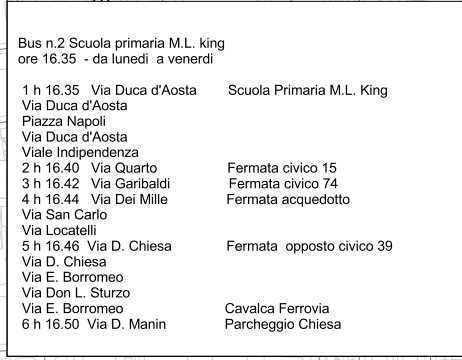 Bus n.2 Scuola primaria M.L. king
ore 16.35 - da lunedi a venerdi
1 h 16.35 Via Duca d'Aosta Scuola Primaria M.L. King
Via Duca d'Aosta
Piazza Napoli
Via Duca d'Aosta
Viale Indipendenza
2 h 16.40 Via Quarto Fermata civico 15
3 h 16.42 Via Garibaldi Fermata civico 74
4 h 16.44 Via Dei Mille Fermata acquedotto
Via San Carlo
Via Locatelli
5 h 16.46 Via D. Chiesa Fermata opposto civico 39
Via D. Chiesa
Via E. Borromeo
Via Don L. Sturzo
Via E. Borromeo Cavalca Ferrovia
6 h 16.50 Via D. Manin Parcheggio Chiesa